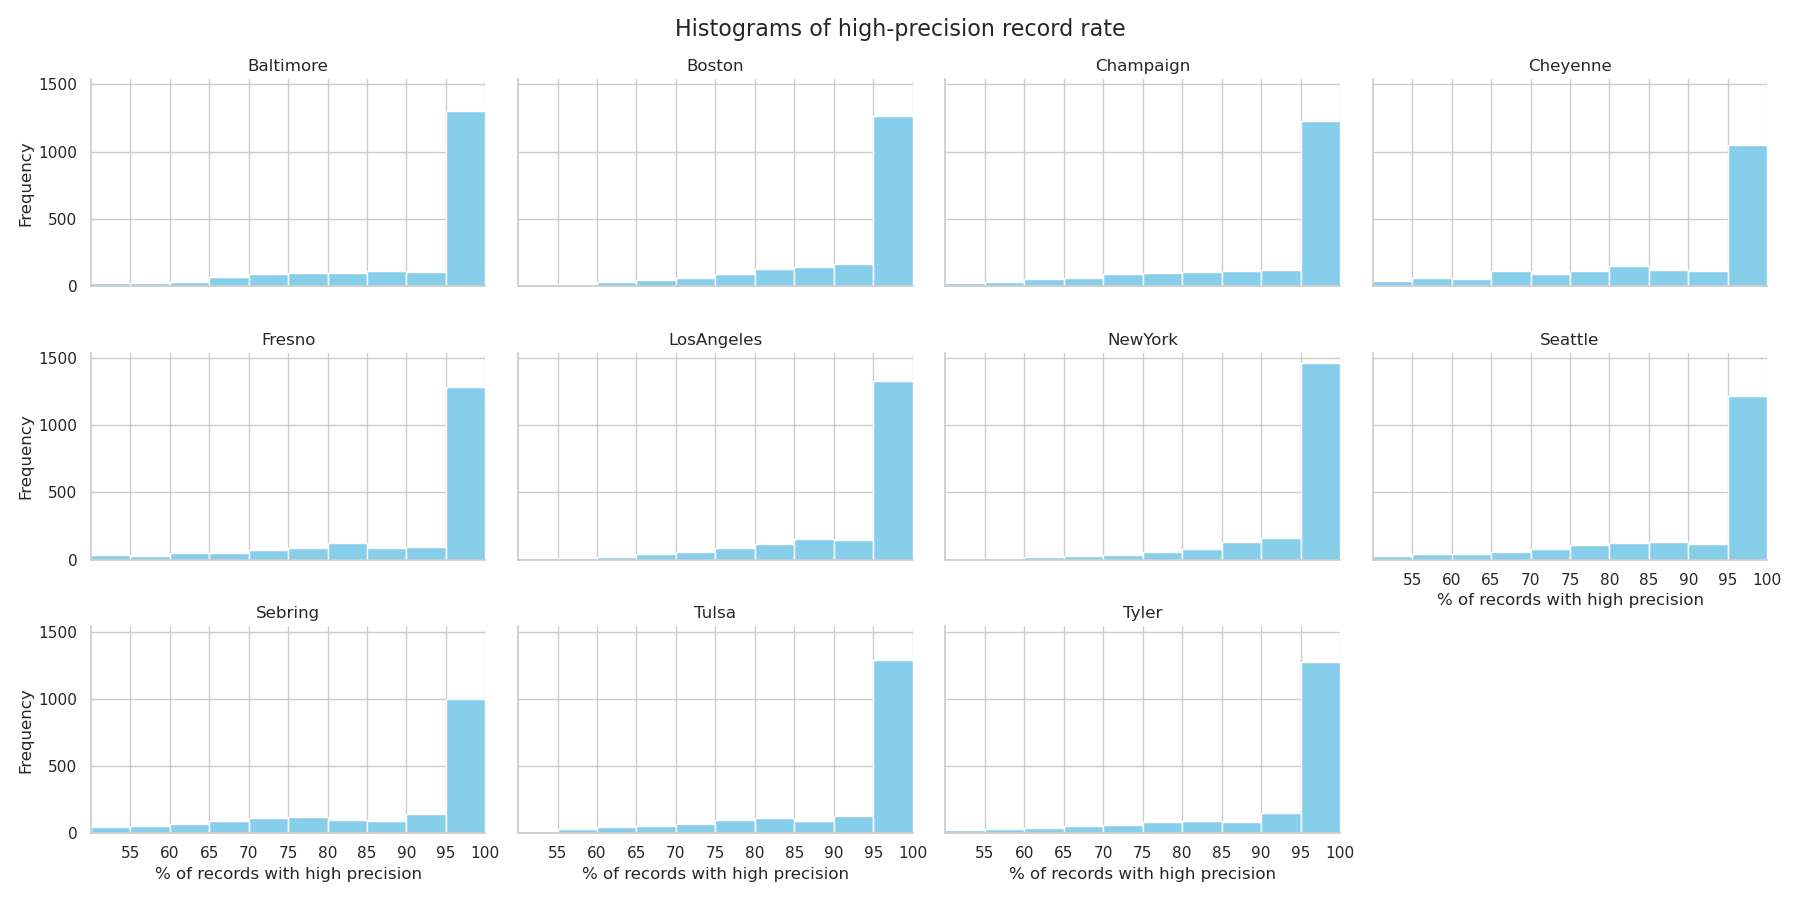 Histograms of high-precision record rate
Baltimore Boston Champaign Cheyenne
1500
1000
500
0
Frequency
Fresno LosAngeles NewYork Seattle
1500
1000
500
0
Frequency
55 60 65 70 75 80 85 90 95 100
% of records with high precision
Sebring Tulsa Tyler
1500
1000
500
0
Frequency
55 60 65 70 75 80 85 90 95 100 55 60 65 70 75 80 85 90 95 100 55 60 65 70 75 80 85 90 95 100
% of records with high precision % of records with high precision % of records with high precision